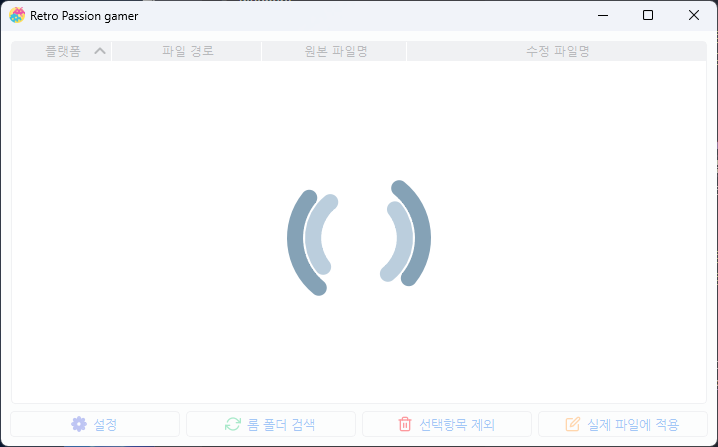 Retro Passion gamer
플랫폼 파일 경로 원본 파일명 수정 파일명
설정 롬 폴더 검색 선택항목 제외 실제 파일에 적용